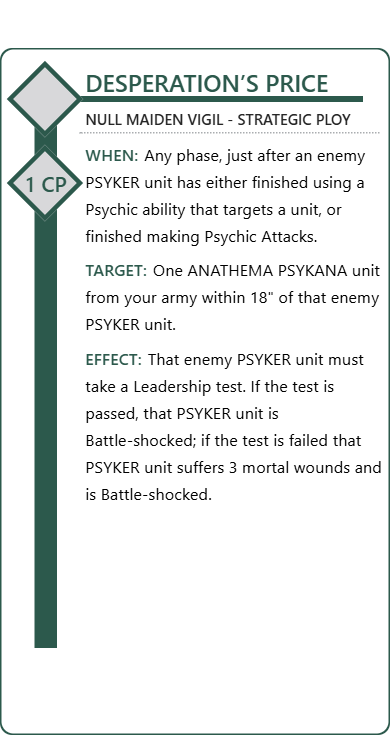 DESPERATION’S PRICE
NULL MAIDEN VIGIL - STRATEGIC PLOY
WHEN: Any phase, just after an enemy
1 CP
PSYKER unit has either finished using a
Psychic ability that targets a unit, or
finished making Psychic Attacks.
TARGET: One ANATHEMA PSYKANA unit
from your army within 18" of that enemy
PSYKER unit.
EFFECT: That enemy PSYKER unit must
take a Leadership test. If the test is
passed, that PSYKER unit is
Battle-shocked; if the test is failed that
PSYKER unit suffers 3 mortal wounds and
is Battle-shocked.